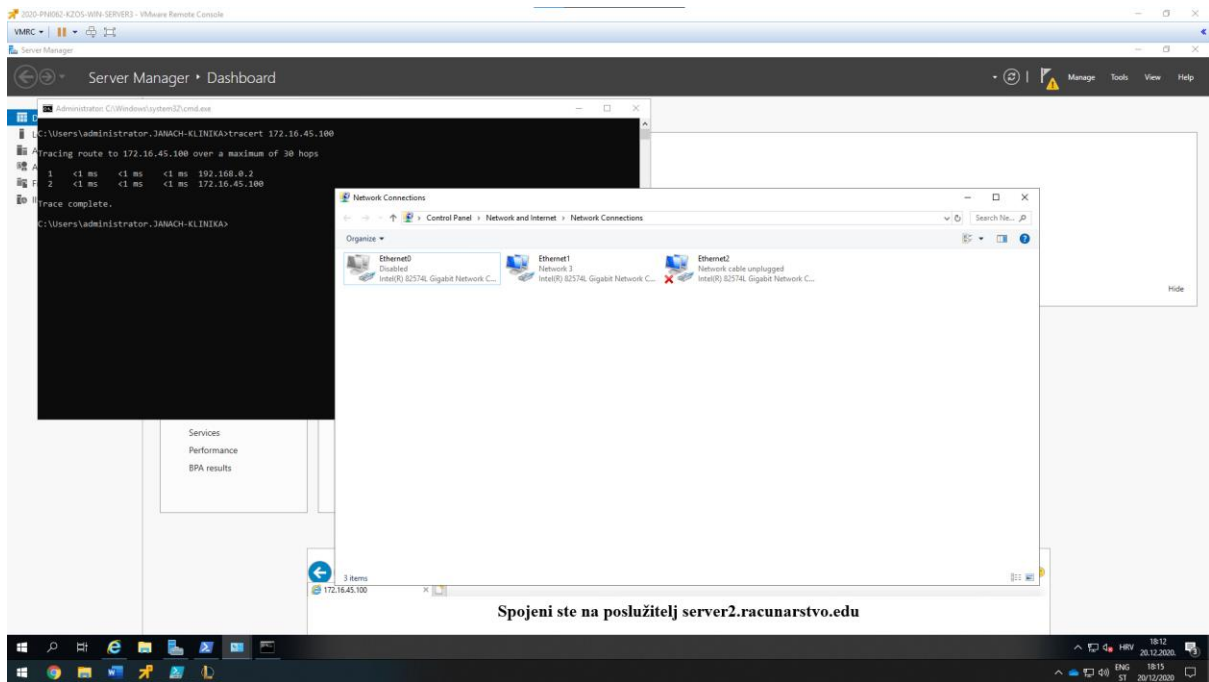 2020-PNI062-KZOS-WIN-SERVER3 - VMware Remote Console
VMRC
Server Manager
Server Manager • Dashboard
Manage Tools View Help
Administrator: C:\Windows\system32\cmd.exe
C:\Users\administrator.JANACH-KLINIKA>tracert 172.16.45.100
Tracing route to 172.16.45.100 over a maximum of 30 hops
1 <1 ms <1 ms <1 ms 192.168.0.2
2 <1 ms <1 ms <1 ms 172.16.45.100
Trace complete.
C:\Users\administrator.JANACH-KLINIKA>
Network Connections
Control Panel > Network and Internet > Network Connections
Search Ne...
Organize
Ethernet0
Disabled
Intel(R) 82574L Gigabit Network C...
Ethernet1
Network 3
Intel(R) 82574L Gigabit Network C...
Ethernet2
Network cable unplugged
Intel(R) 82574L Gigabit Network C...
Hide
Services
Performance
BPA results
3 items
172.16.45.100
Spojeni ste na poslužitelj server2.racunarstvo.edu
HRV
18:12
20.12.2020.
ENG
ST
18:15
20/12/2020